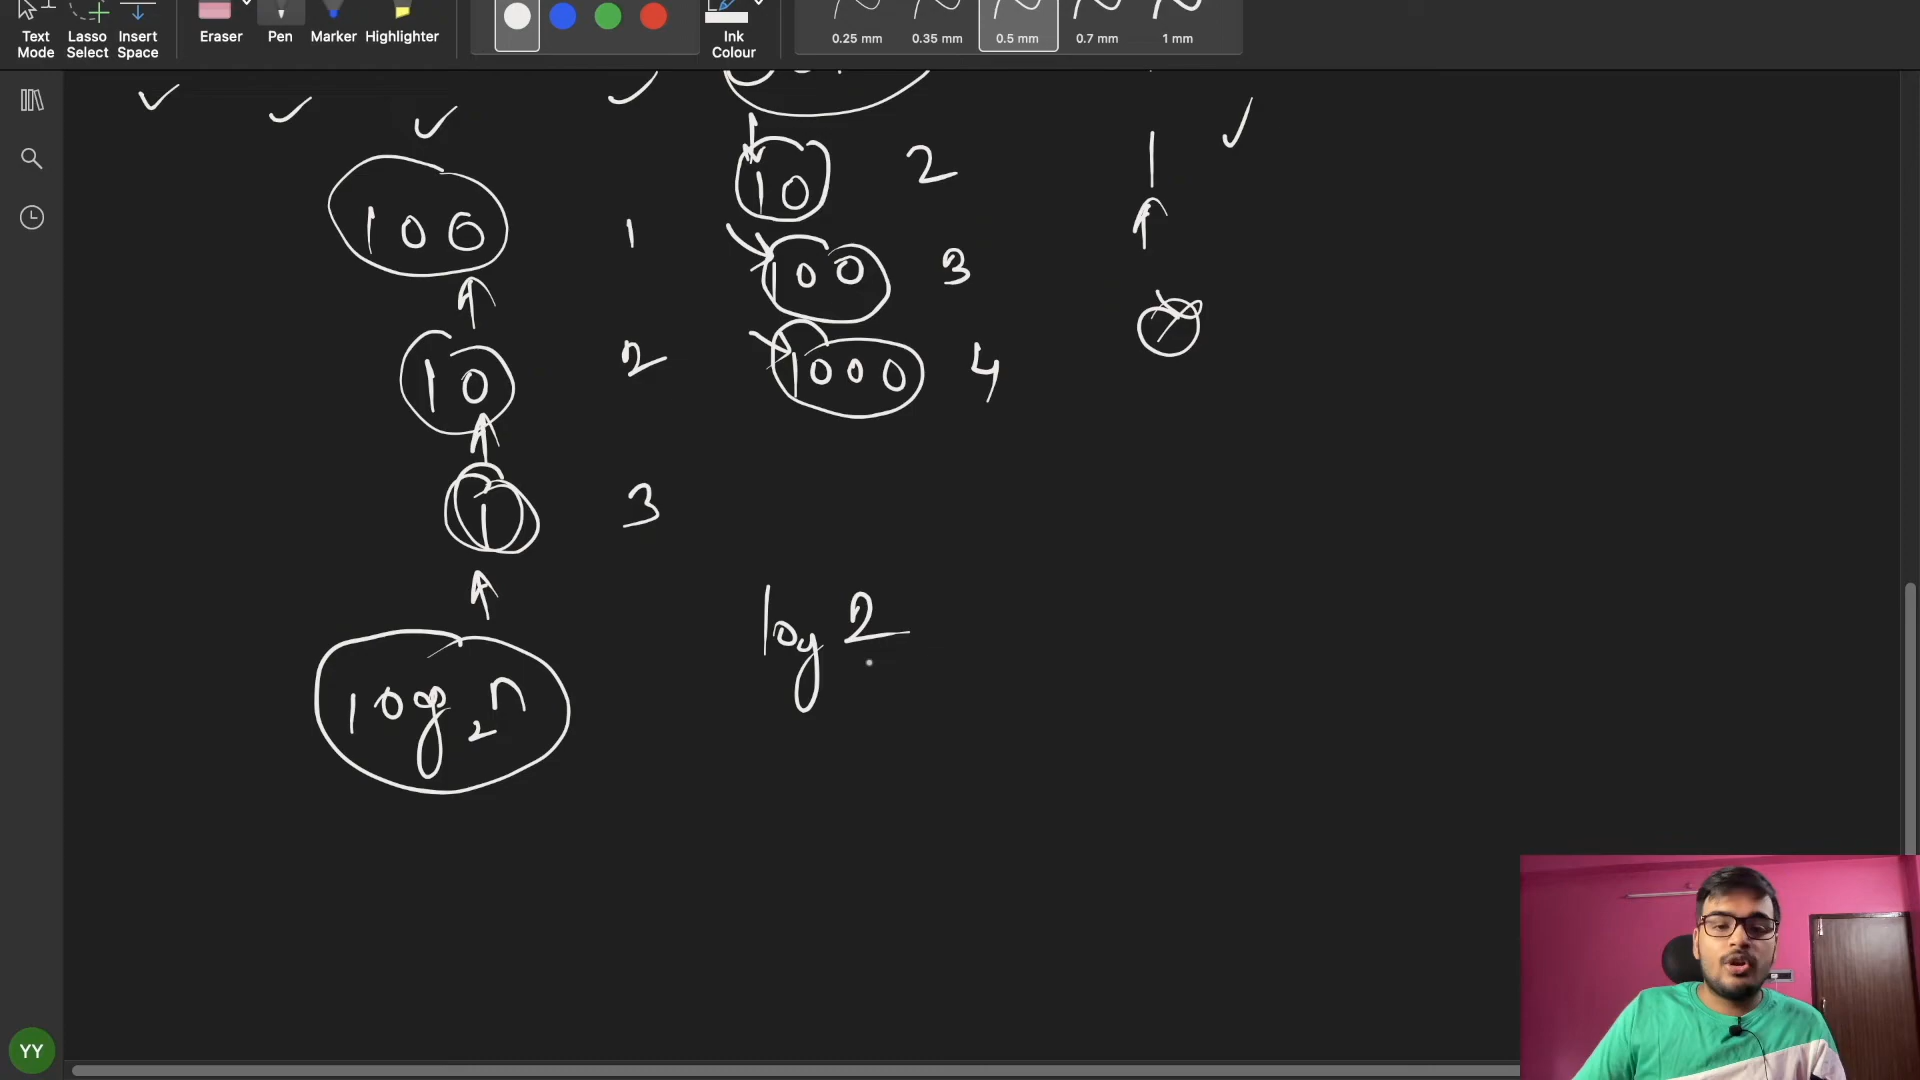 Text Mode
Lasso Select
Insert Space
Eraser
Pen
Marker
Highlighter
Ink Colour
0.25 mm
0.35 mm
0.5 mm
0.7 mm
1 mm
10 2 1
100 1
100 3
10 2
1000 4
1 3
log 2
log₂n
YY